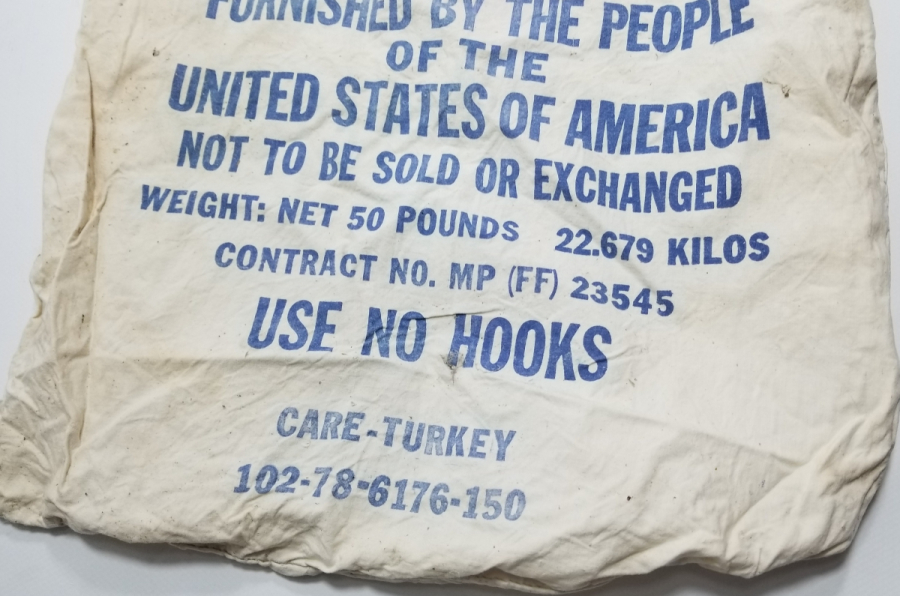 FURNISHED BY THE PEOPLE
OF THE
UNITED STATES OF AMERICA
NOT TO BE SOLD OR EXCHANGED
WEIGHT: NET 50 POUNDS 22.679 KILOS
CONTRACT NO. MP (FF) 23545
USE NO HOOKS
CARE-TURKEY
102-78-6176-150